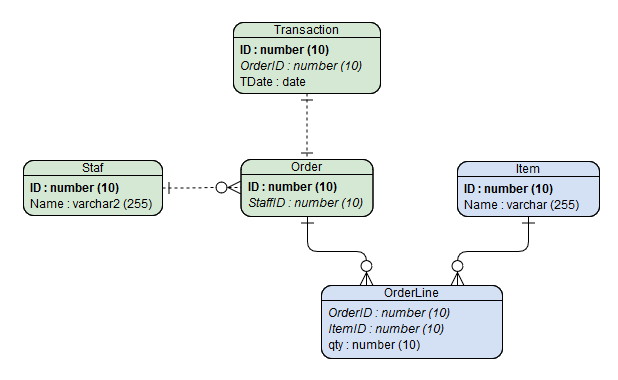 Transaction
ID : number (10)
OrderID : number (10)
TDate : date
Staf
ID : number (10)
Name : varchar2 (255)
Order
ID : number (10)
StaffID : number (10)
Item
ID : number (10)
Name : varchar (255)
OrderLine
OrderID : number (10)
ItemID : number (10)
qty : number (10)